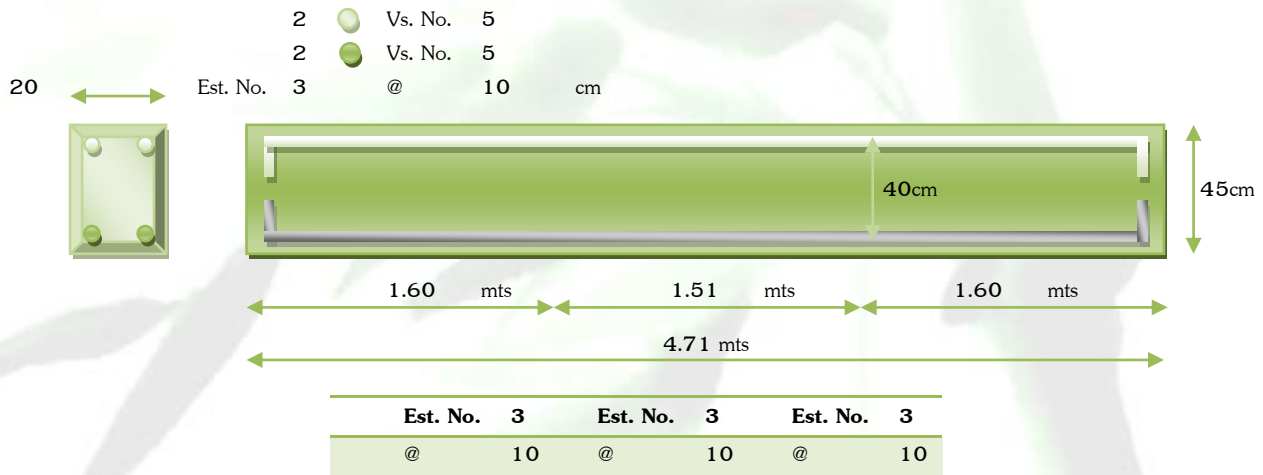 2 Vs. No. 5
2 Vs. No. 5
20 Est. No. 3 @ 10 cm
40cm
45cm
1.60 mts 1.51 mts 1.60 mts
4.71 mts
Est. No. 3 Est. No. 3 Est. No. 3
@ 10 @ 10 @ 10